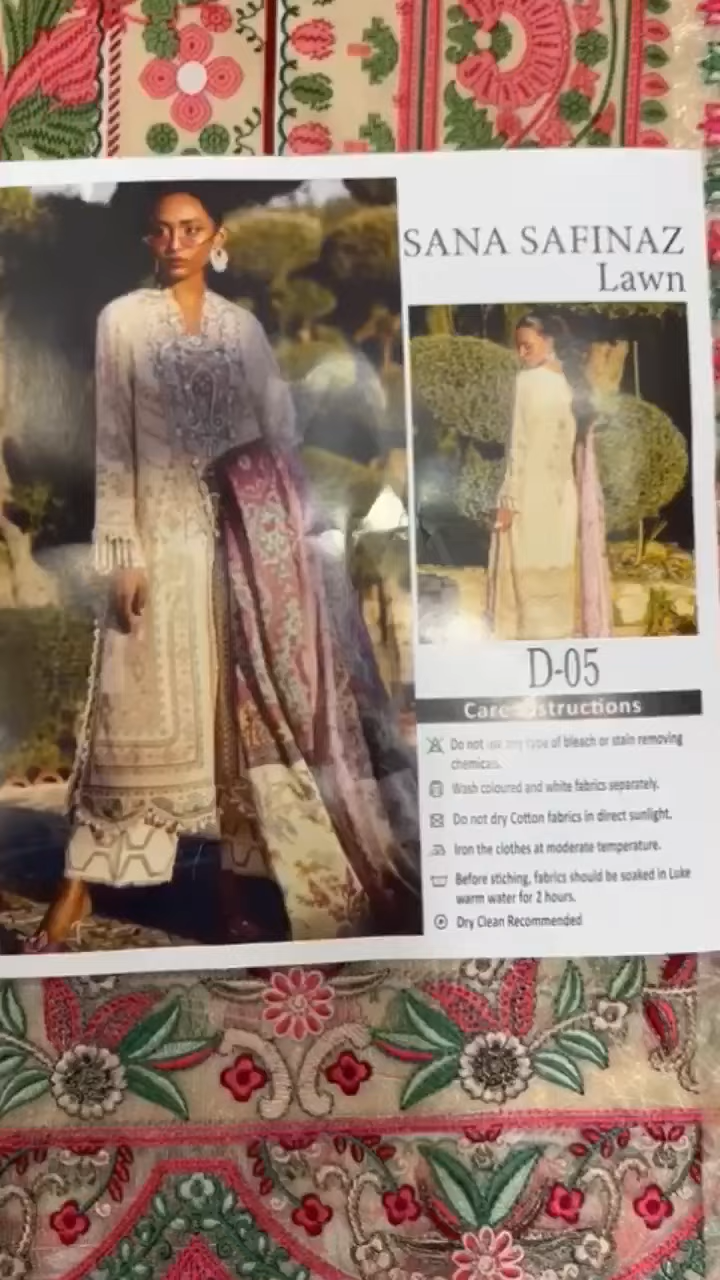 SANA SAFINAZ
Lawn
D-05
Care Instructions
Do not use any type of bleach or stain removing
chemicals.
Wash coloured and white fabrics separately.
Do not dry Cotton fabrics in direct sunlight.
Iron the clothes at moderate temperature.
Before stiching, fabrics should be soaked in Luke
warm water for 2 hours.
Dry Clean Recommended